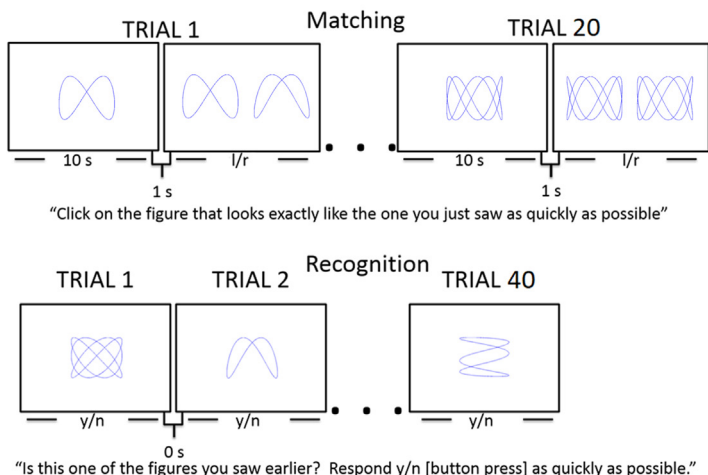 Matching
TRIAL 1
TRIAL 20
10 s
l/r
10 s
l/r
1 s
1 s
“Click on the figure that looks exactly like the one you just saw as quickly as possible”
Recognition
TRIAL 1
TRIAL 2
TRIAL 40
y/n
y/n
y/n
0 s
“Is this one of the figures you saw earlier?  Respond y/n [button press] as quickly as possible.”